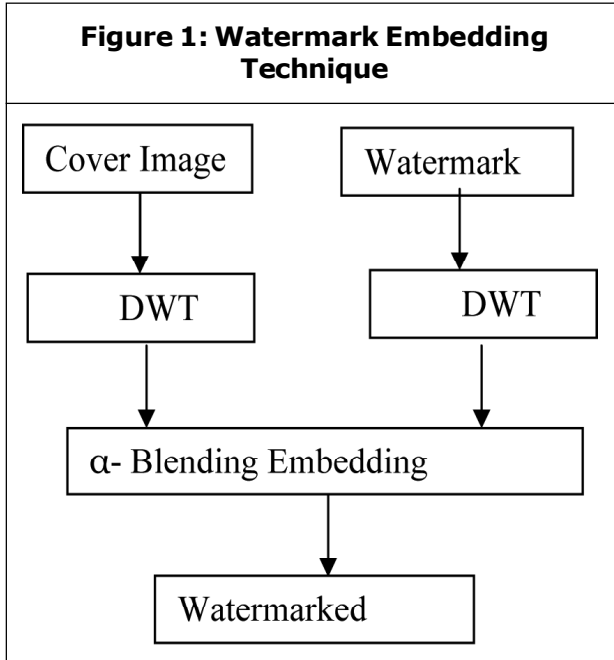 Figure 1: Watermark Embedding
Technique
Cover Image
Watermark
DWT
DWT
α- Blending Embedding
Watermarked